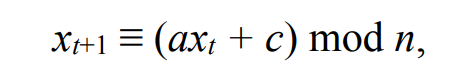 xₜ₊₁ ≡ (axₜ + c) mod n,